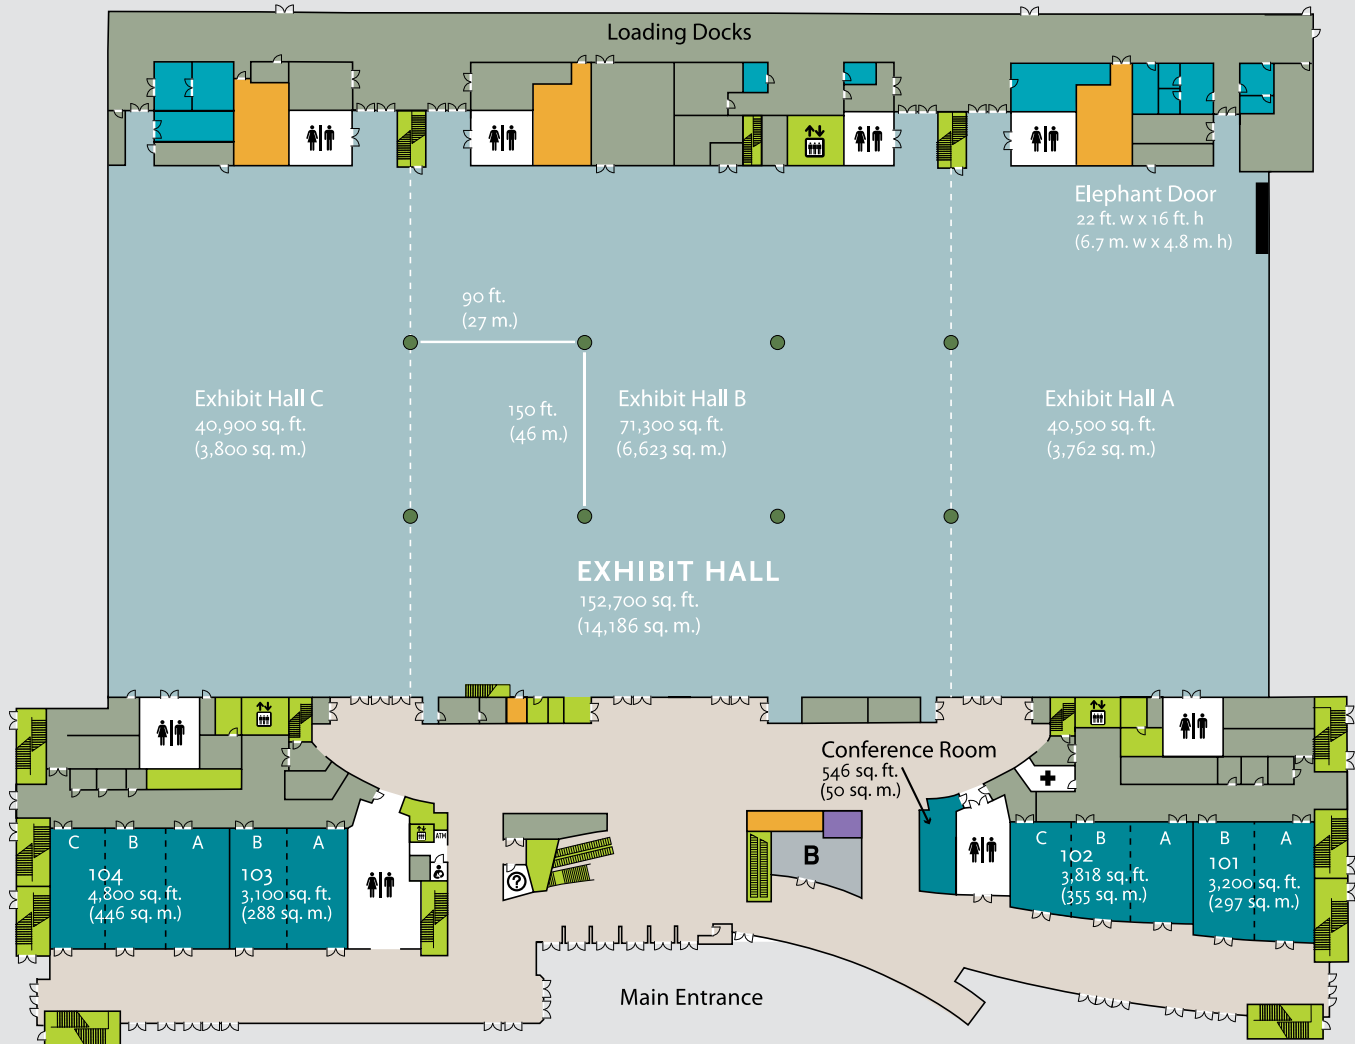 Loading Docks
Elephant Door
22 ft. w x 16 ft. h
(6.7 m. w x 4.8 m. h)
90 ft.
(27 m.)
150 ft.
(46 m.)
Exhibit Hall C
40,900 sq. ft.
(3,800 sq. m.)
Exhibit Hall B
71,300 sq. ft.
(6,623 sq. m.)
Exhibit Hall A
40,500 sq. ft.
(3,762 sq. m.)
EXHIBIT HALL
152,700 sq. ft.
(14,186 sq. m.)
Conference Room
546 sq. ft.
(50 sq. m.)
C B A B A
104
4,800 sq. ft.
(446 sq. m.)
103
3,100 sq. ft.
(288 sq. m.)
ATM
?
B
C B A B A
102
3,818 sq. ft.
(355 sq. m.)
101
3,200 sq. ft.
(297 sq. m.)
Main Entrance